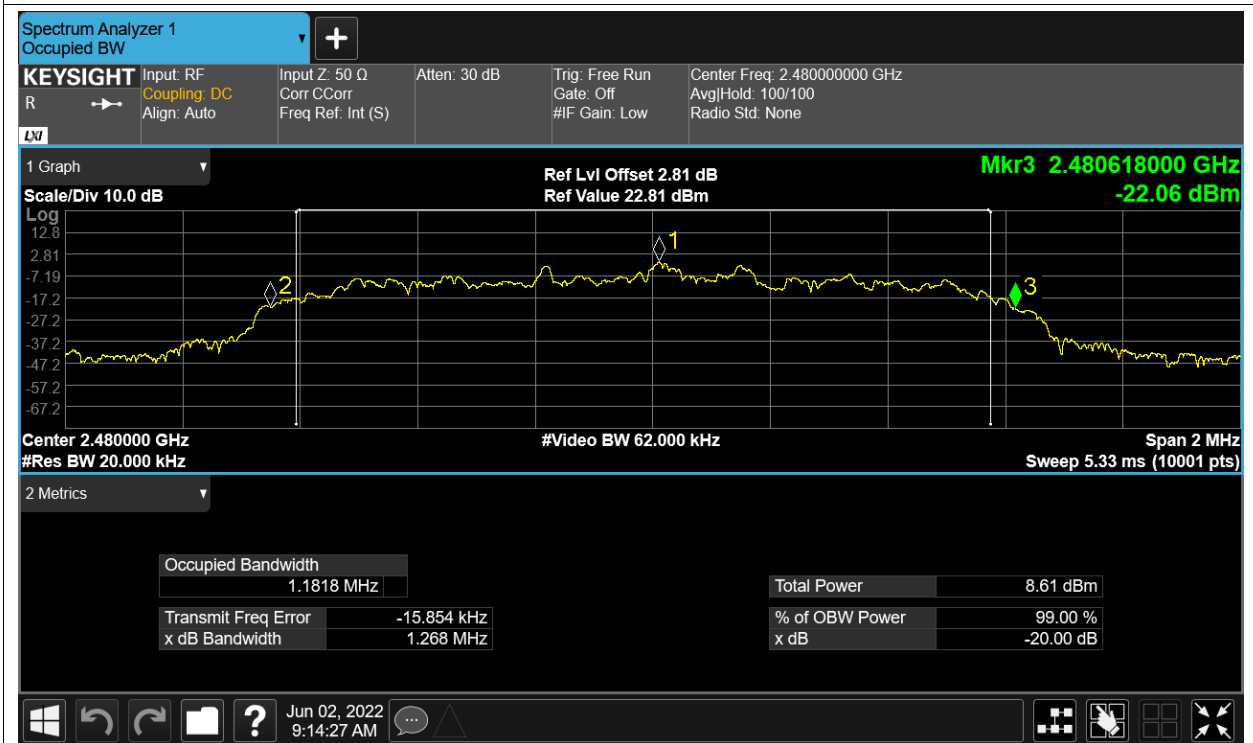 Spectrum Analyzer 1
Occupied BW
KEYSIGHT
R
LXI
Input: RF
Coupling: DC
Align: Auto
Input Z: 50 Ω
Corr CCorr
Freq Ref: Int (S)
Atten: 30 dB
Trig: Free Run
Gate: Off
#IF Gain: Low
Center Freq: 2.480000000 GHz
Avg|Hold: 100/100
Radio Std: None
1 Graph
Scale/Div 10.0 dB
Ref Lvl Offset 2.81 dB
Ref Value 22.81 dBm
Mkr3 2.480618000 GHz
-22.06 dBm
Log
12.8
2.81
-7.19
-17.2
-27.2
-37.2
-47.2
-57.2
-67.2
1
2
3
Center 2.480000 GHz
#Res BW 20.000 kHz
#Video BW 62.000 kHz
Span 2 MHz
Sweep 5.33 ms (10001 pts)
2 Metrics
Occupied Bandwidth
1.1818 MHz
Transmit Freq Error -15.854 kHz
x dB Bandwidth 1.268 MHz
Total Power 8.61 dBm
% of OBW Power 99.00 %
x dB -20.00 dB
?
Jun 02, 2022
9:14:27 AM